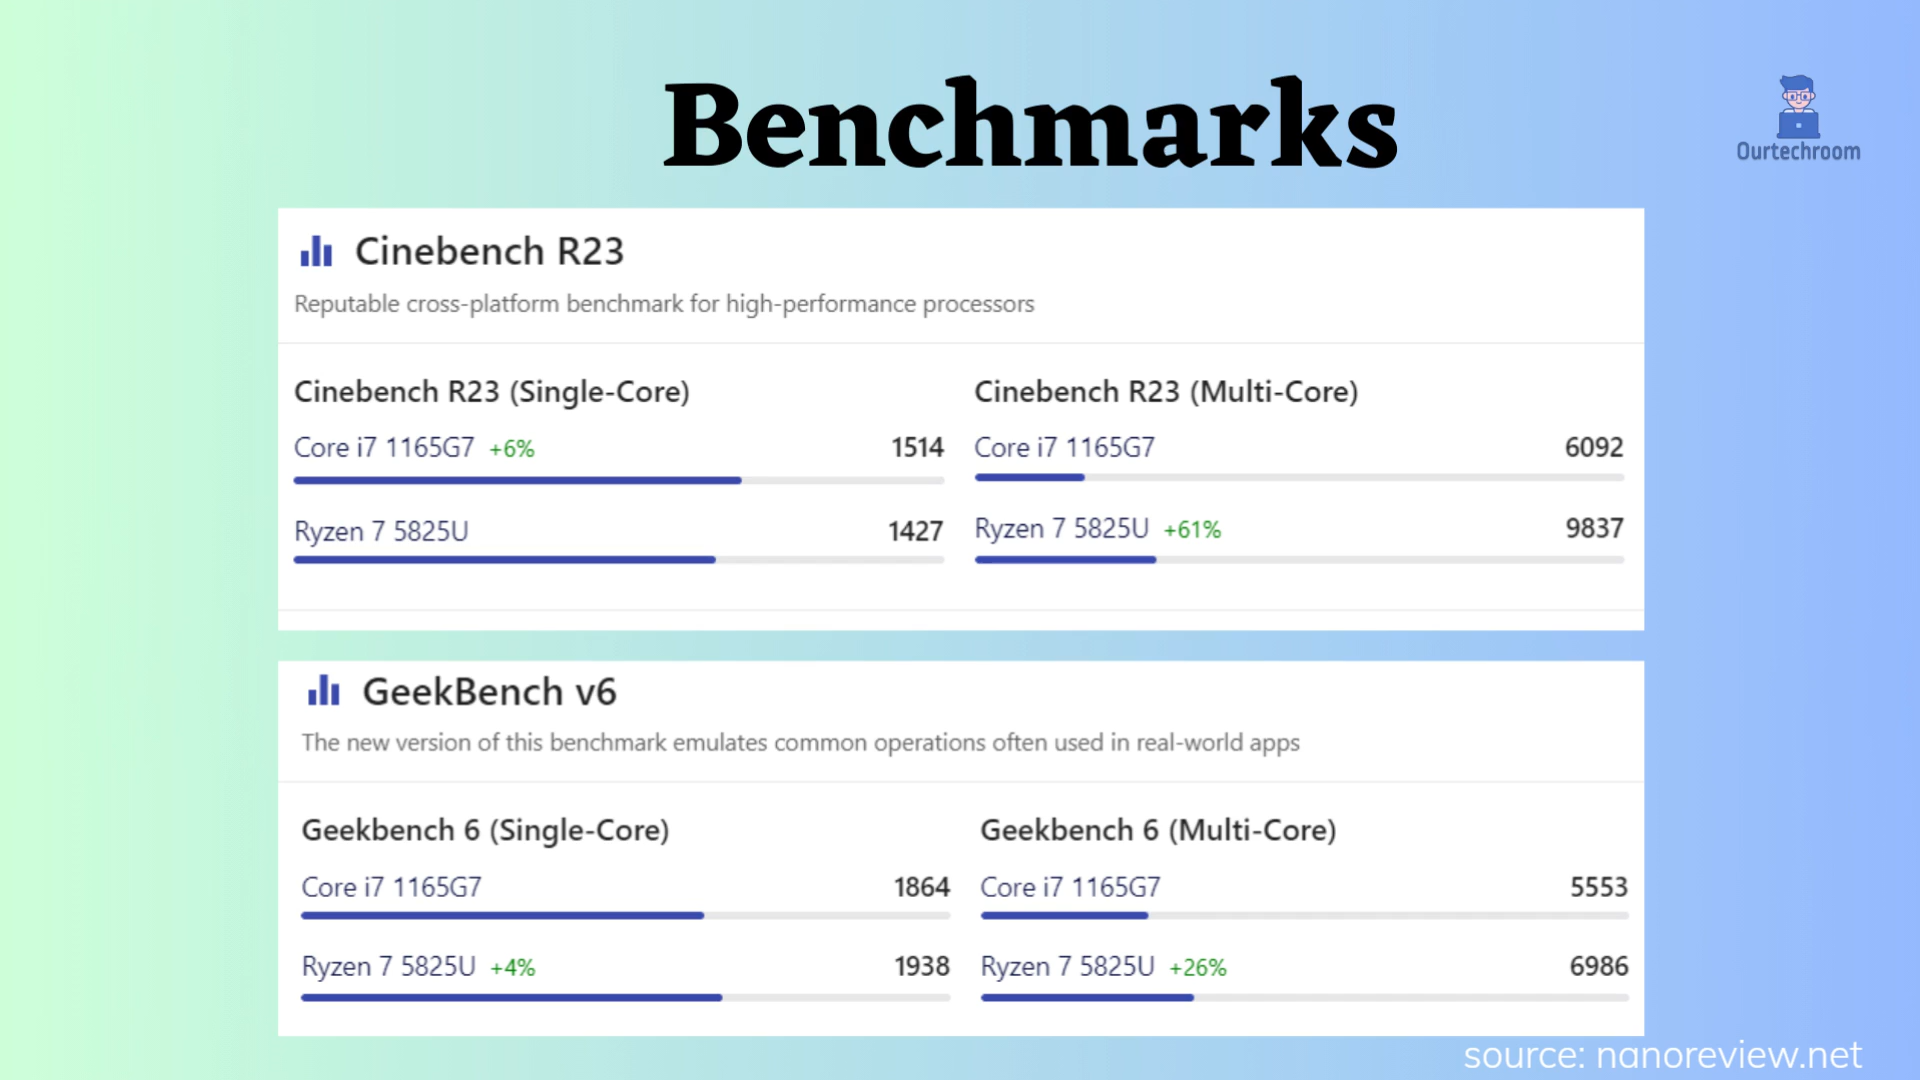 Benchmarks
Ourtechroom
Cinebench R23
Reputable cross-platform benchmark for high-performance processors
Cinebench R23 (Single-Core)
Core i7 1165G7 +6% 1514
Ryzen 7 5825U 1427
Cinebench R23 (Multi-Core)
Core i7 1165G7 6092
Ryzen 7 5825U +61% 9837
GeekBench v6
The new version of this benchmark emulates common operations often used in real-world apps
Geekbench 6 (Single-Core)
Core i7 1165G7 1864
Ryzen 7 5825U +4% 1938
Geekbench 6 (Multi-Core)
Core i7 1165G7 5553
Ryzen 7 5825U +26% 6986
source: nanoreview.net